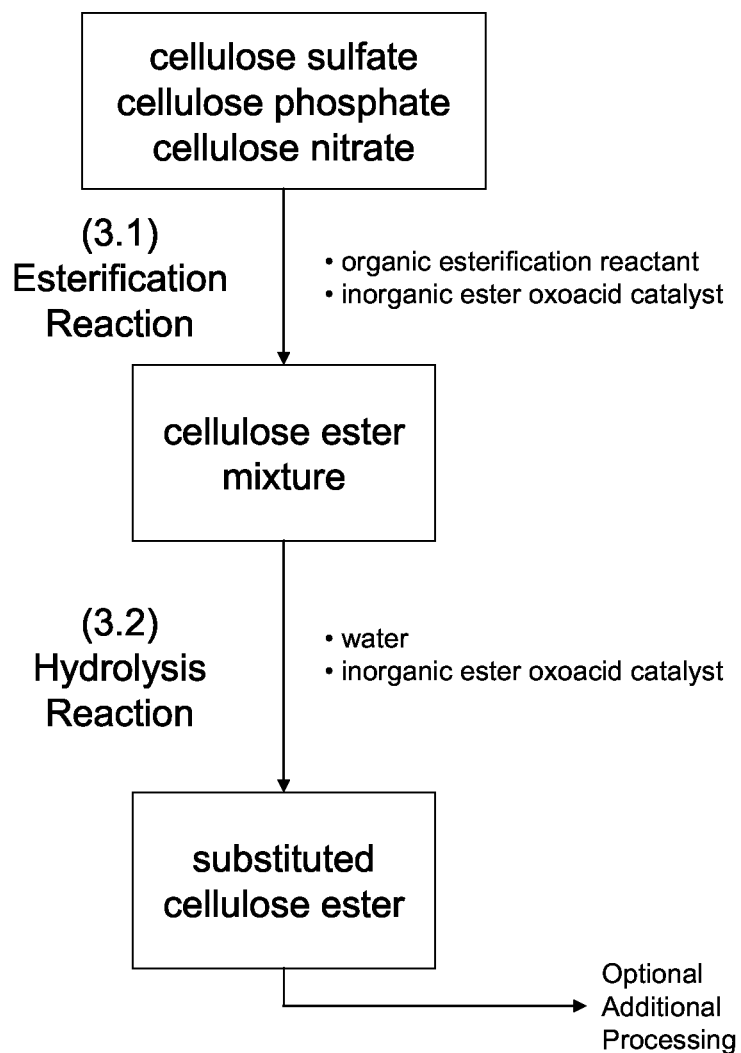 cellulose sulfate
cellulose phosphate
cellulose nitrate
(3.1)
Esterification
Reaction
• organic esterification reactant
• inorganic ester oxoacid catalyst
cellulose ester
mixture
(3.2)
Hydrolysis
Reaction
• water
• inorganic ester oxoacid catalyst
substituted
cellulose ester
Optional
Additional
Processing